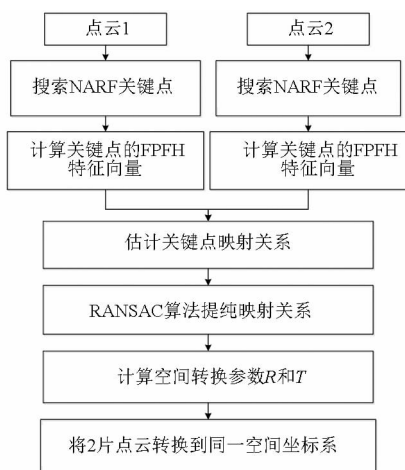 点云1
点云2
搜索NARF关键点
搜索NARF关键点
计算关键点的FPFH
特征向量
计算关键点的FPFH
特征向量
估计关键点映射关系
RANSAC算法提纯映射关系
计算空间转换参数R和T
将2片点云转换到同一空间坐标系